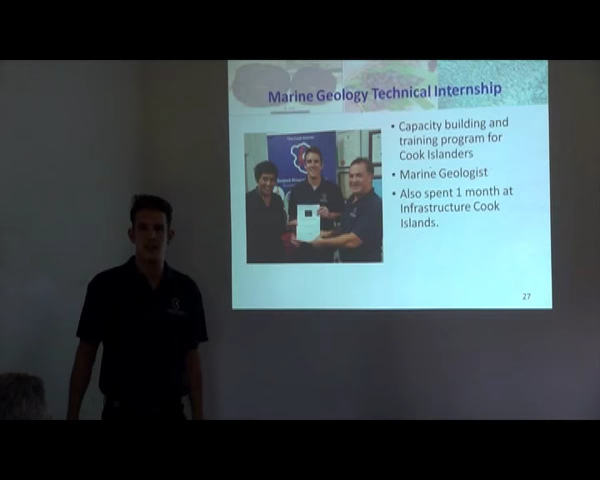 Marine Geology Technical Internship
• Capacity building and
training program for
Cook Islanders
• Marine Geologist
• Also spent 1 month at
Infrastructure Cook
Islands.
27